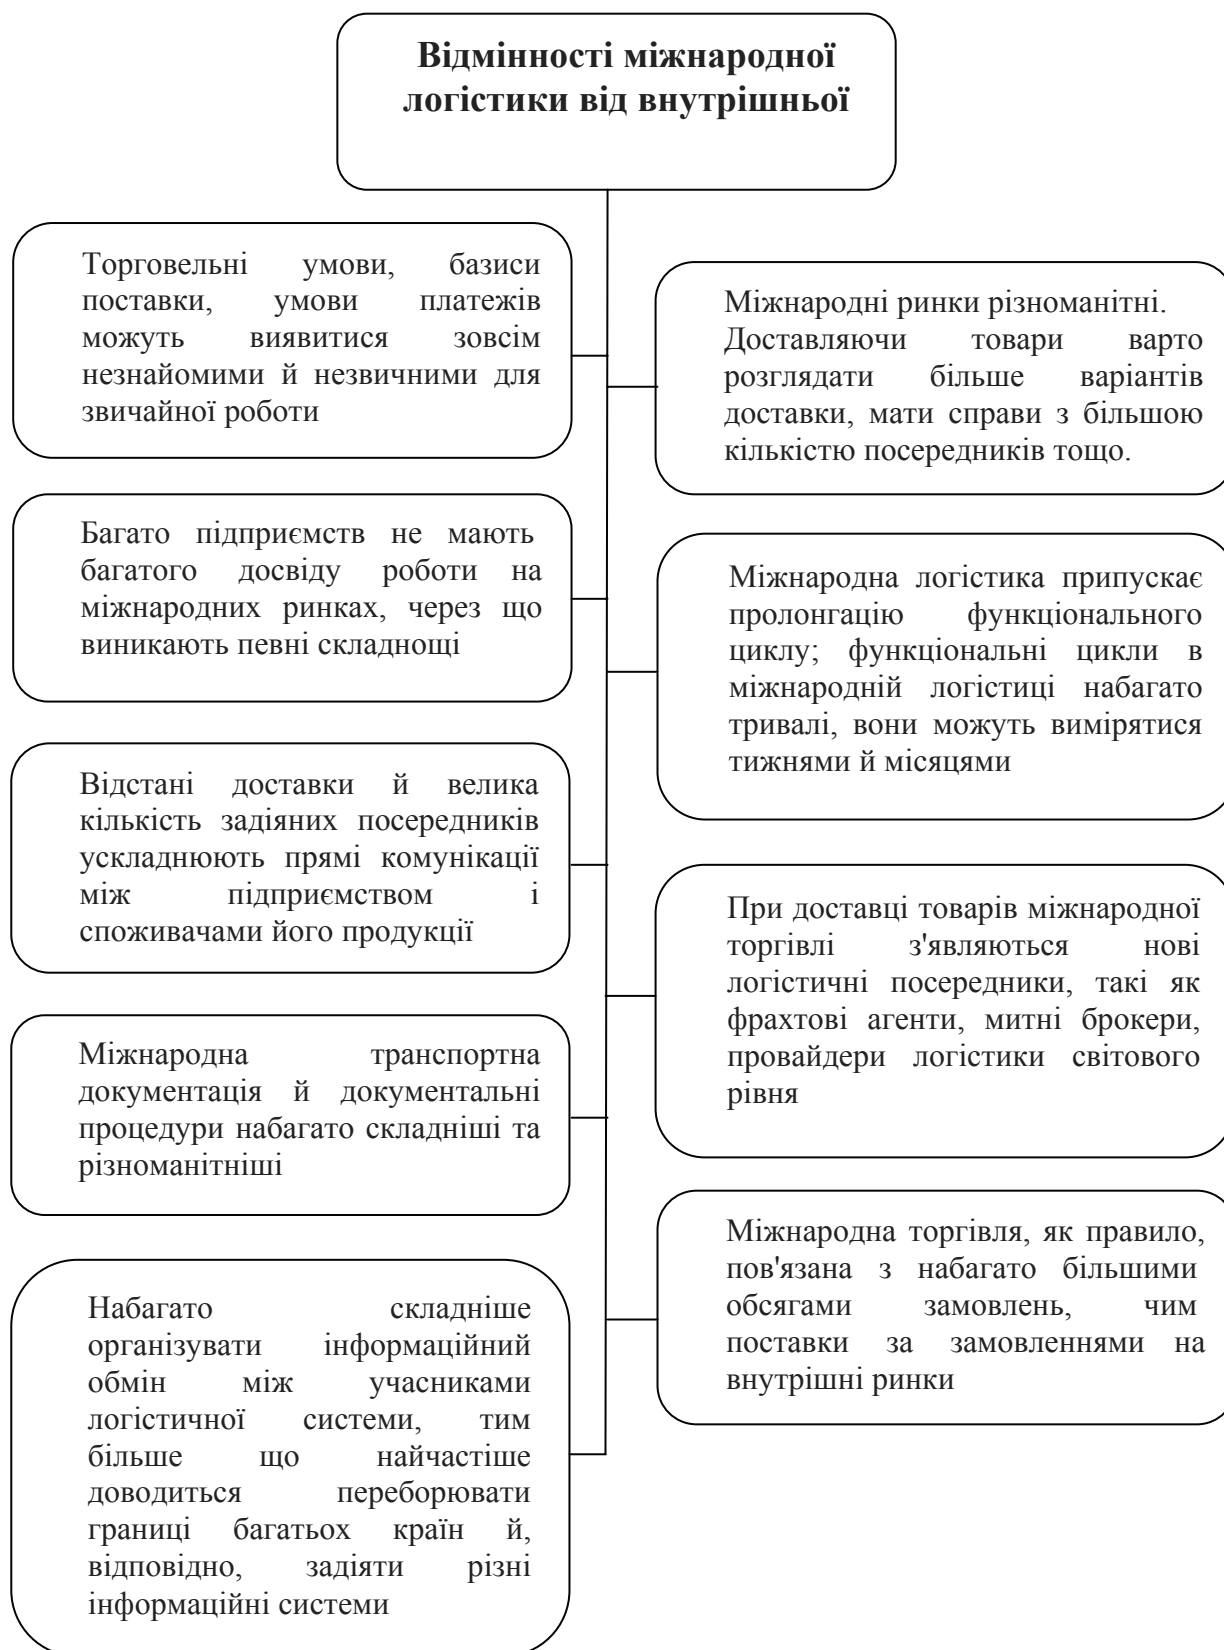 Відмінності міжнародної
логістики від внутрішньої
Торговельні умови, базиси
поставки, умови платежів
можуть виявитися зовсім
незнайомими й незвичними для
звичайної роботи
Міжнародні ринки різноманітні.
Доставляючи товари варто
розглядати більше варіантів
доставки, мати справи з більшою
кількістю посередників тощо.
Багато підприємств не мають
багатого досвіду роботи на
міжнародних ринках, через що
виникають певні складнощі
Міжнародна логістика припускає
пролонгацію функціонального
циклу; функціональні цикли в
міжнародній логістиці набагато
тривалі, вони можуть вимірятися
тижнями й місяцями
Відстані доставки й велика
кількість задіяних посередників
ускладнюють прямі комунікації
між підприємством і
споживачами його продукції
При доставці товарів міжнародної
торгівлі з'являються нові
логістичні посередники, такі як
фрахтові агенти, митні брокери,
провайдери логістики світового
рівня
Міжнародна транспортна
документація й документальні
процедури набагато складніші та
різноманітніші
Міжнародна торгівля, як правило,
пов'язана з набагато більшими
обсягами замовлень, чим
поставки за замовленнями на
внутрішні ринки
Набагато складніше
організувати інформаційний
обмін між учасниками
логістичної системи, тим
більше що найчастіше
доводиться переборювати
границі багатьох країн й,
відповідно, задіяти різні
інформаційні системи